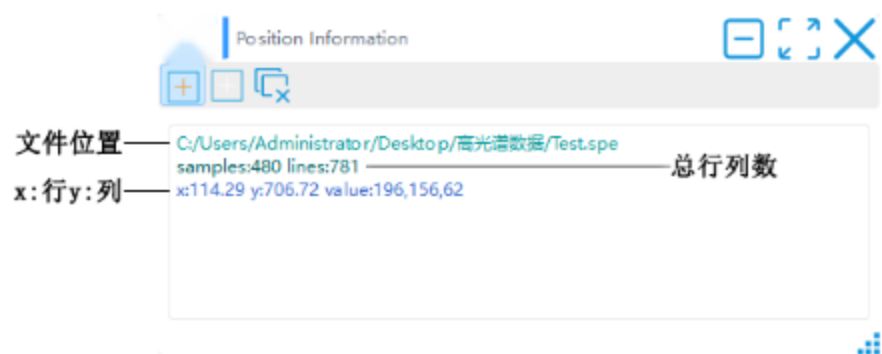 Position Information
文件位置
C:/Users/Administrator/Desktop/高光谱数据/Test.spe
samples:480 lines:781
总行列数
x:行y:列
x:114.29 y:706.72 value:196,156,62